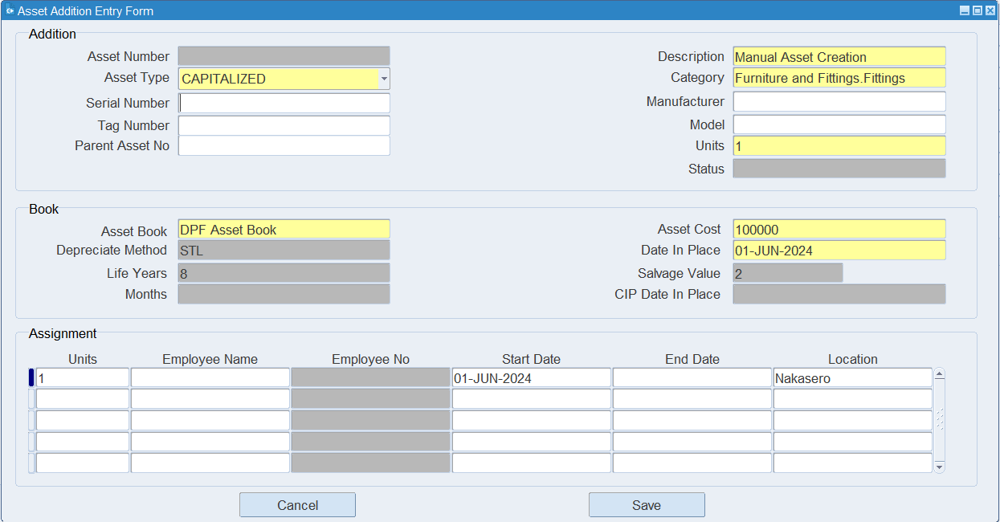 Asset Addition Entry Form
Addition
Asset Number
Description Manual Asset Creation
Asset Type CAPITALIZED
Category Furniture and Fittings.Fittings
Serial Number
Manufacturer
Tag Number
Model
Parent Asset No
Units 1
Status
Book
Asset Book DPF Asset Book
Asset Cost 100000
Depreciate Method STL
Date In Place 01-JUN-2024
Life Years 8
Salvage Value 2
Months
CIP Date In Place
Assignment
Units Employee Name Employee No Start Date End Date Location
1 01-JUN-2024 Nakasero
Cancel Save